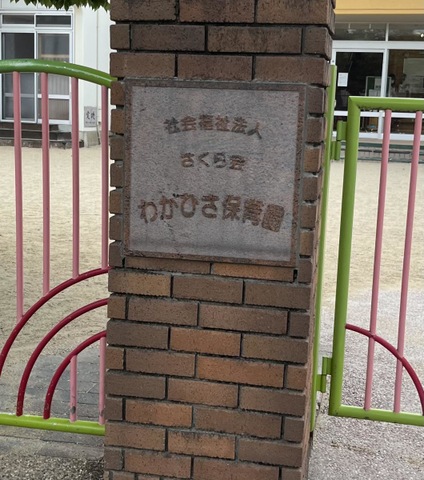 社会福祉法人
さくら会
わかひさ保育園